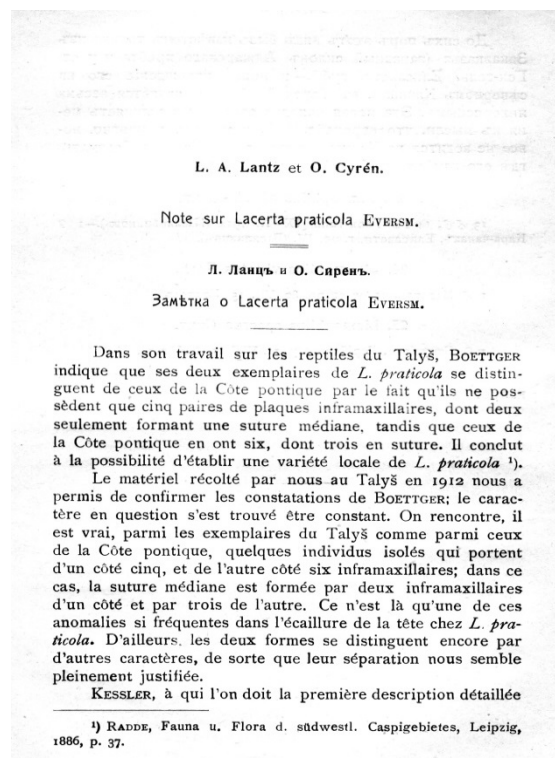 L. A. Lantz et O. Cyrén.
Note sur Lacerta praticola EVERSM.
Л. Ланцъ и О. Сяренъ.
Замѣтка о Lacerta praticola EVERSM.
Dans son travail sur les reptiles du Talyš, BOETTGER
indique que ses deux exemplaires de L. praticola se distin-
guent de ceux de la Côte pontique par le fait qu'ils ne pos-
sèdent que cinq paires de plaques inframaxillaires, dont deux
seulement formant une suture médiane, tandis que ceux de
la Côte pontique en ont six, dont trois en suture. Il conclut
à la possibilité d'établir une variété locale de L. praticola ¹).
Le matériel récolté par nous au Talyš en 1912 nous a
permis de confirmer les constatations de BOETTGER; le carac-
tère en question s'est trouvé être constant. On rencontre, il
est vrai, parmi les exemplaires du Talyš comme parmi ceux
de la Côte pontique, quelques individus isolés qui portent
d'un côté cinq, et de l'autre côté six inframaxillaires; dans ce
cas, la suture médiane est formée par deux inframaxillaires
d'un côté et par trois de l'autre. Ce n'est là qu'une de ces
anomalies si fréquentes dans l'écaillure de la tête chez L. pra-
ticola. D'ailleurs, les deux formes se distinguent encore par
d'autres caractères, de sorte que leur séparation nous semble
pleinement justifiée.
KESSLER, à qui l'on doit la première description détaillée
¹) RADDE, Fauna u. Flora d. südwestl. Caspigebietes, Leipzig,
1886, p. 37.